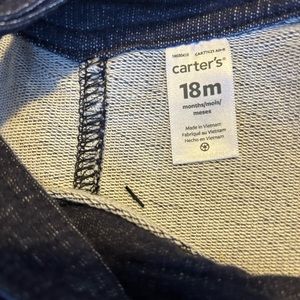 carter's®
18m
months/mois/
meses
Made in Vietnam
Fabriqué au Vietnam
Hecho en Vietnam